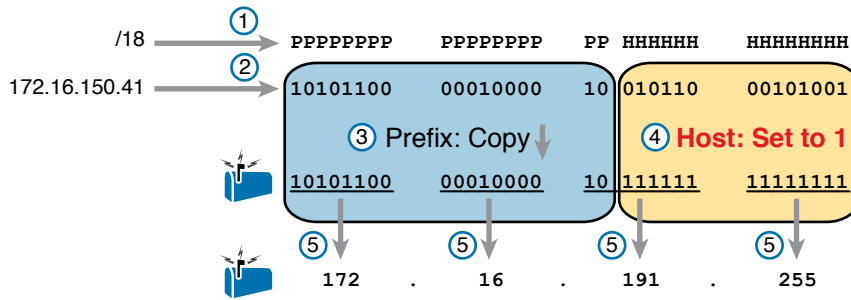 /18 ① PPPPPPPP PPPPPPPP PP HHHHHH HHHHHHHH
172.16.150.41 ② 10101100 00010000 10 010110 00101001
③ Prefix: Copy ④ Host: Set to 1
10101100 00010000 10 111111 11111111
⑤ ⑤ ⑤ ⑤
172 . 16 . 191 . 255